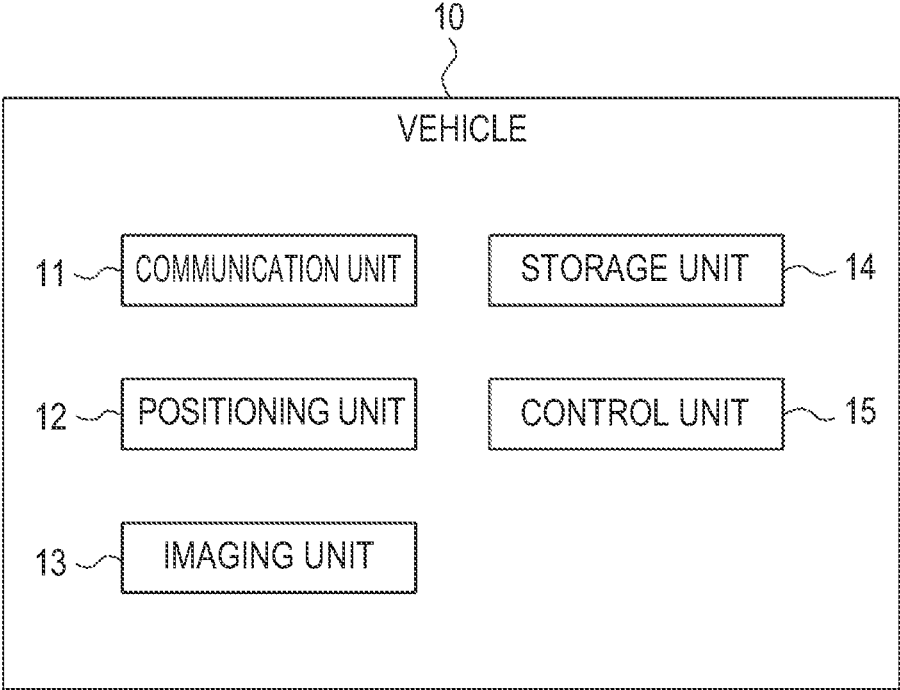 10
VEHICLE
11 COMMUNICATION UNIT
STORAGE UNIT 14
12 POSITIONING UNIT
CONTROL UNIT 15
13 IMAGING UNIT